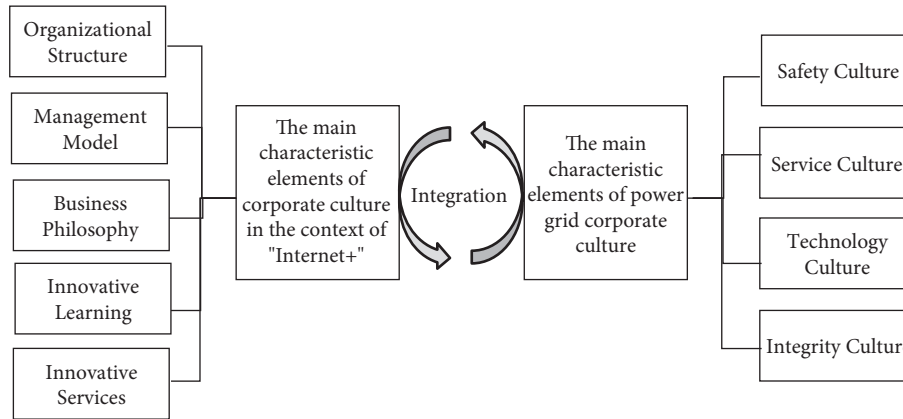 Organizational
Structure
Management
Model
Business
Philosophy
Innovative
Learning
Innovative
Services
The main
characteristic
elements of
corporate culture
in the context of
"Internet+"
Integration
The main
characteristic
elements of power
grid corporate
culture
Safety Culture
Service Culture
Technology
Culture
Integrity Cultur